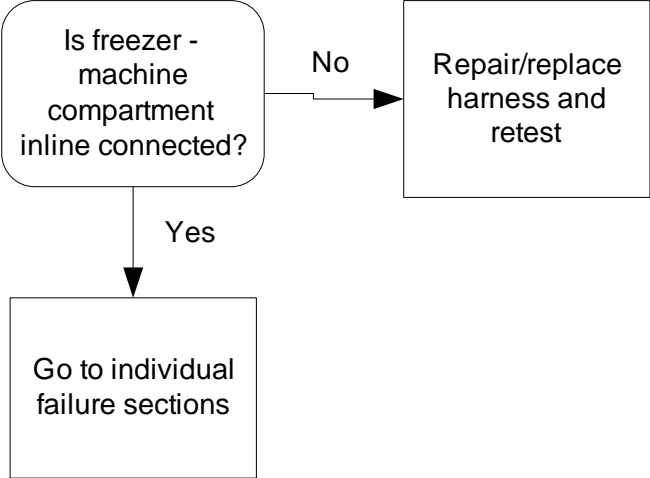 Is freezer -
machine
compartment
inline connected?
No
Repair/replace
harness and
retest
Yes
Go to individual
failure sections